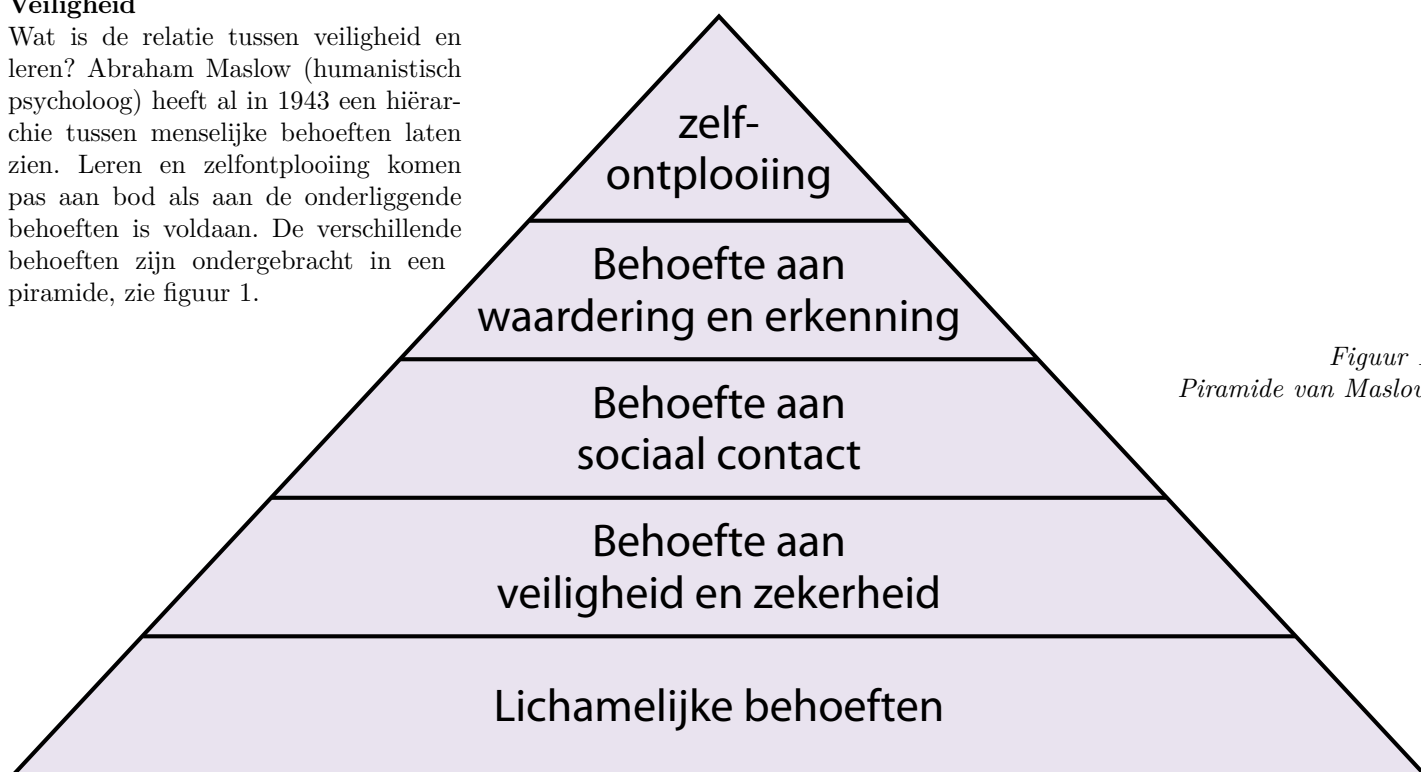 Veiligheid
Wat is de relatie tussen veiligheid en
leren? Abraham Maslow (humanistisch
psycholoog) heeft al in 1943 een hiërar-
chie tussen menselijke behoeften laten
zien. Leren en zelfontplooiing komen
pas aan bod als aan de onderliggende
behoeften is voldaan. De verschillende
behoeften zijn ondergebracht in een
piramide, zie figuur 1.
zelf-
ontplooiing
Behoefte aan
waardering en erkenning
Behoefte aan
sociaal contact
Behoefte aan
veiligheid en zekerheid
Lichamelijke behoeften
Figuur
Piramide van Maslow